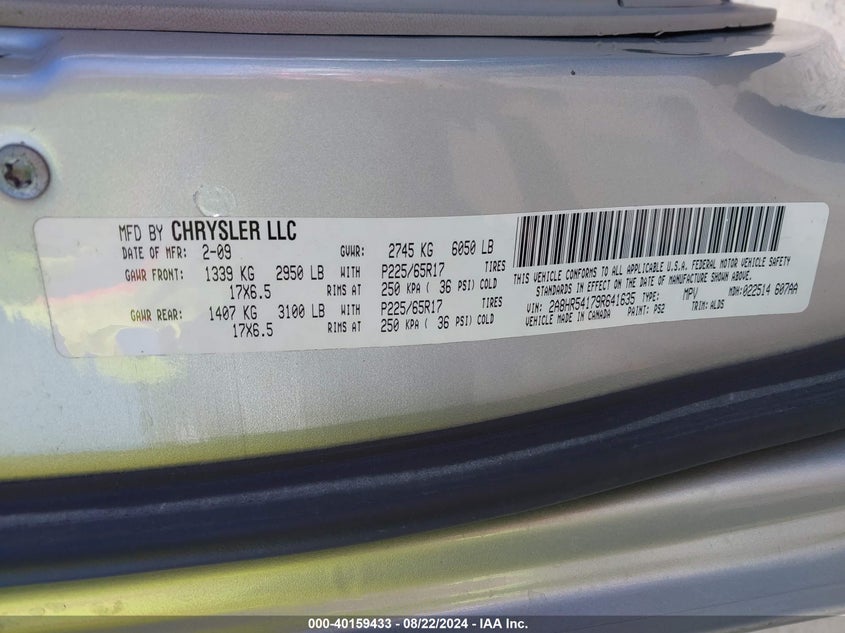 MFD BY CHRYSLER LLC
DATE OF MFR: 2-09 GVWR: 2745 KG 6050 LB
GAWR FRONT: 1339 KG 2950 LB WITH P225/65R17 TIRES
17X6.5 RIMS AT 250 KPA ( 36 PSI) COLD
GAWR REAR: 1407 KG 3100 LB WITH P225/65R17 TIRES
17X6.5 RIMS AT 250 KPA ( 36 PSI) COLD
THIS VEHICLE CONFORMS TO ALL APPLICABLE U.S.A. FEDERAL MOTOR VEHICLE SAFETY
STANDARDS IN EFFECT ON THE DATE OF MANUFACTURE SHOWN ABOVE.
VIN: 2A8HR54179R641635 TYPE: MPV MDH: 022514 607AA
VEHICLE MADE IN CANADA PAINT: PS2 TRIM: ALDS
000-40159433 - 08/22/2024 - IAA Inc.